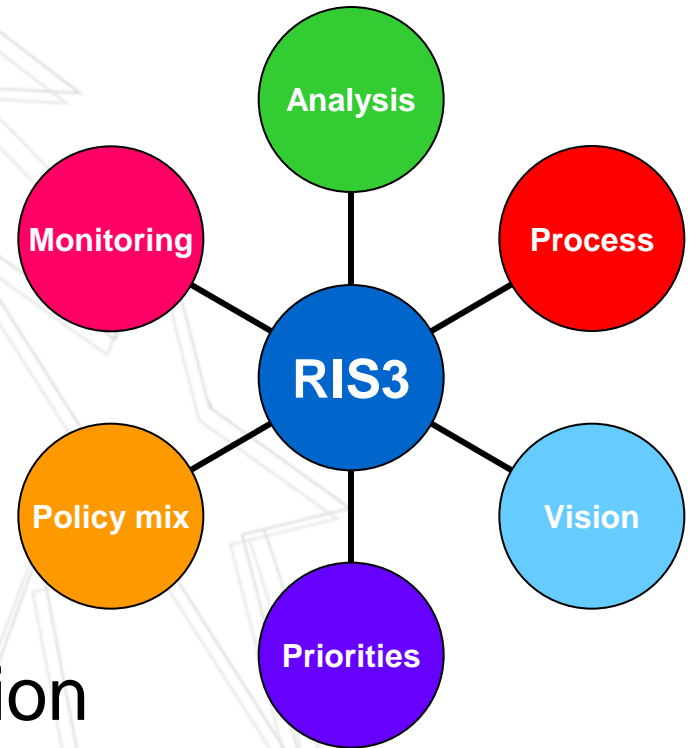 Analysis
Process
Monitoring
RIS3
Vision
Policy mix
Priorities